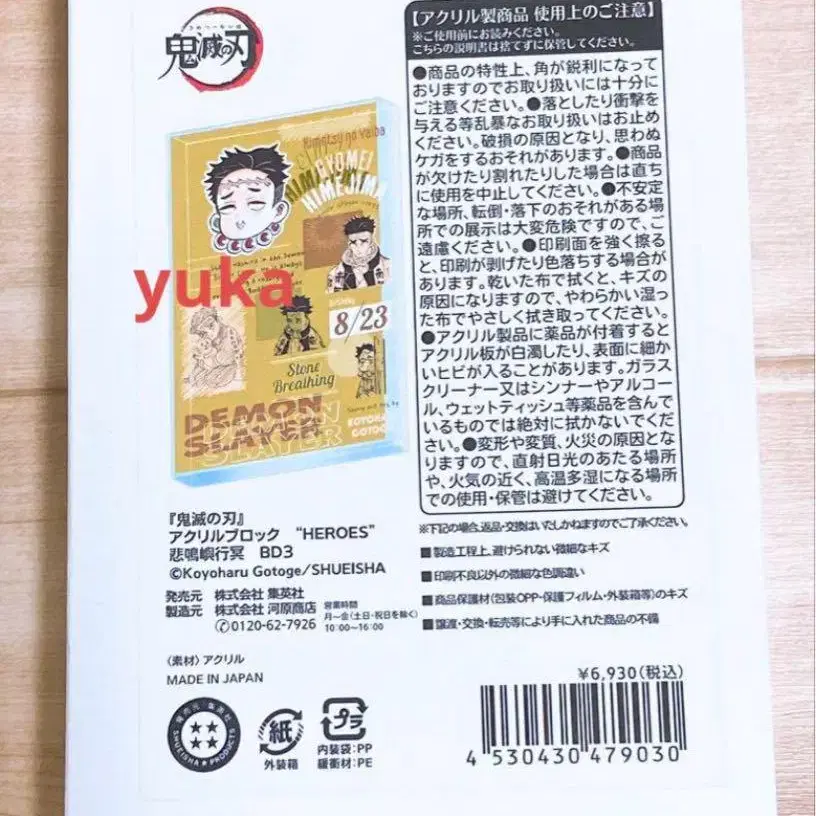 きめつのやいば
鬼滅の刃
Kimetsu no Yaiba
GYOMEI
HIMEJIMA
8/23
Stone
Breathing
DEMON
SLAYER
KOYOHA
GOTOGE
yuka
『鬼滅の刃』
アクリルブロック “HEROES”
悲鳴嶼行冥 BD3
©Koyoharu Gotoge/SHUEISHA
発売元 株式会社 集英社
製造元 株式会社 河原商店
0120-62-7926
営業時間
月〜金(土日・祝日を除く)
10:00〜16:00
〈素材〉アクリル
MADE IN JAPAN
発売元 集英社
SHUEISHA PRODUCTS
紙
外装箱
プラ
内装袋:PP
緩衝材:PE
【アクリル製商品 使用上のご注意】
※ご使用前にお読みください。
こちらの説明書は捨てずに保管してください。
●商品の特性上、角が鋭利になって
おりますのでお取り扱いには十分に
ご注意ください。●落としたり衝撃を
与える等乱暴なお取り扱いはお止め
ください。破損の原因となり、思わぬ
ケガをするおそれがあります。●商品
が欠けたり割れたりした場合は直ち
に使用を中止してください。●不安定
な場所、転倒・落下のおそれがある場
所での展示は大変危険ですので、ご
遠慮ください。●印刷面を強く擦る
と、印刷が剥げたり色落ちする場合が
あります。乾いた布で拭くと、キズの
原因になりますので、やわらかい湿っ
た布でやさしく拭き取ってください。
●アクリル製品に薬品が付着すると
アクリル板が白濁したり、表面に細か
いヒビが入ることがあります。ガラス
クリーナー又はシンナーやアルコー
ル、ウェットティッシュ等薬品を含んで
いるものでは絶対に拭かないでくだ
さい。●変形や変質、火災の原因とな
りますので、直射日光のあたる場所
や、火気の近く、高温多湿になる場所
での使用・保管は避けてください。
※下記の場合、返品・交換はいたしかねますのでご了承ください。
■製造工程上、避けられない微細なキズ
■印刷不良以外の微細な色調違い
■商品保護材(包装OPP・保護フィルム・外装箱等)のキズ
■譲渡・交換・転売等により手に入れた商品の不備
¥6,930(税込)
4 530430 479030